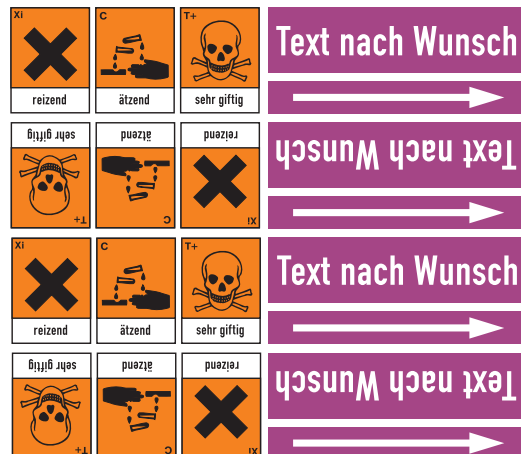 Xi C T+
Text nach Wunsch
reizend ätzend sehr giftig
sehr giftig ätzend reizend
Text nach Wunsch
T+ C Xi
Xi C T+
Text nach Wunsch
reizend ätzend sehr giftig
sehr giftig ätzend reizend
Text nach Wunsch
T+ C Xi